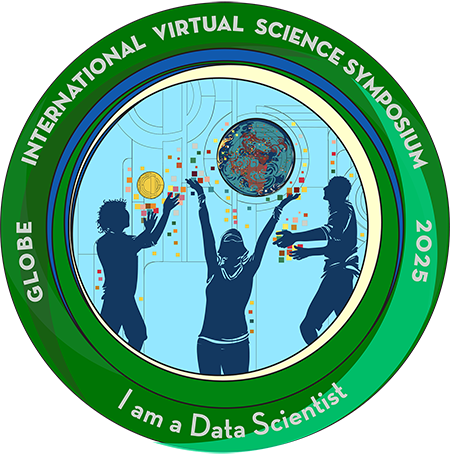 GLOBE INTERNATIONAL VIRTUAL SCIENCE SYMPOSIUM 2025
I am a Data Scientist